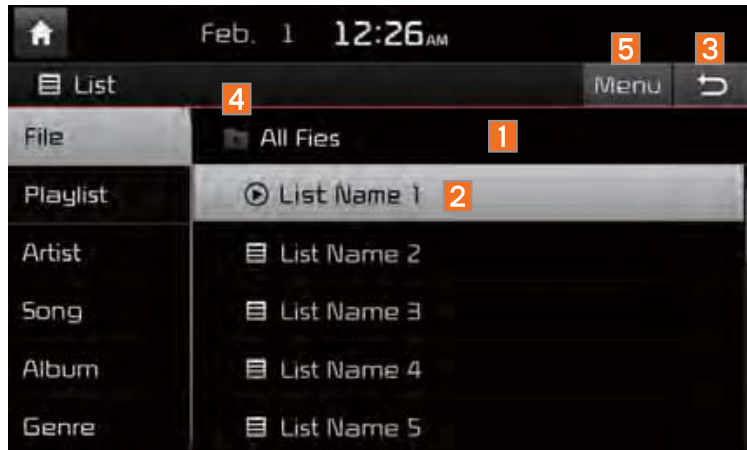 Feb. 1 12:26AM
5 3
List Menu
4
File All Fies 1
Playlist List Name 1 2
Artist List Name 2
Song List Name 3
Album List Name 4
Genre List Name 5